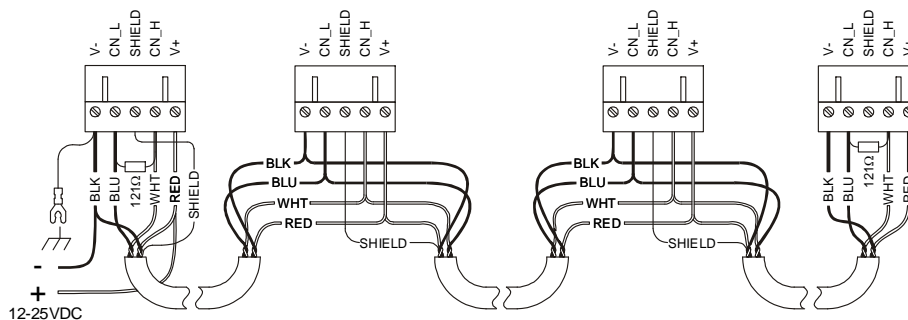 V- CN_L SHIELD CN_H V+
V- CN_L SHIELD CN_H V+
V- CN_L SHIELD CN_H V+
V- CN_L SHIELD CN_H V+
BLK BLU 121Ω WHT RED SHIELD
BLK
BLU
WHT
RED
SHIELD
BLK
BLU
WHT
RED
SHIELD
BLK BLU 121Ω WHT RED
-
+
12-25VDC